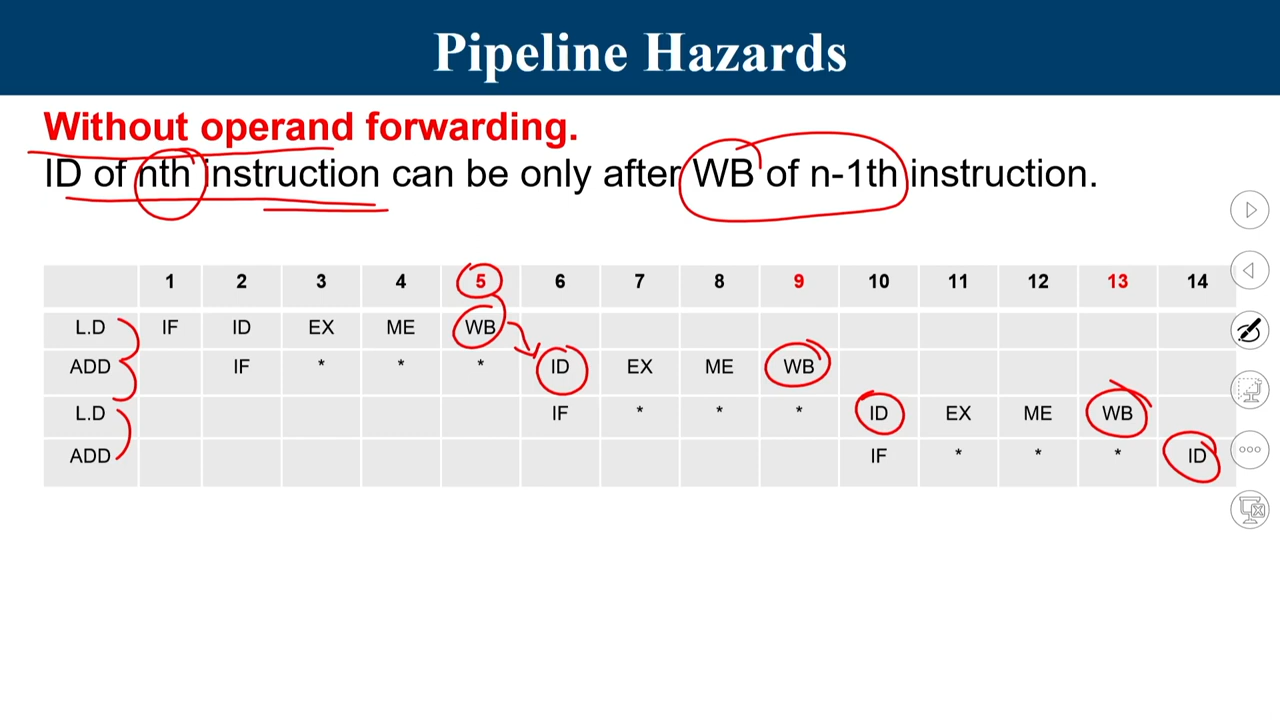 Pipeline Hazards
Without operand forwarding.
ID of nth instruction can be only after WB of n-1th instruction.
1 2 3 4 5 6 7 8 9 10 11 12 13 14
L.D IF ID EX ME WB
ADD IF * * * ID EX ME WB
L.D IF * * * ID EX ME WB
ADD IF * * * ID